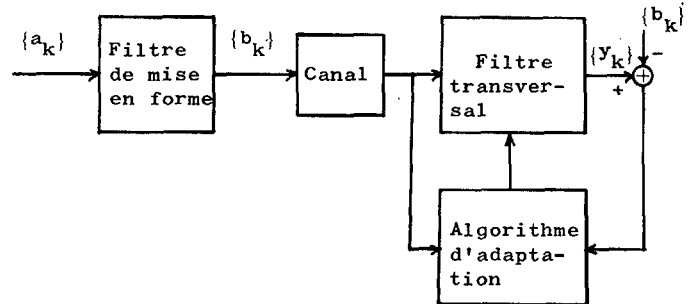 {a_k}
Filtre
de mise
en forme
{b_k}
Canal
Filtre
transver-
sal
{y_k}
{b_k}
-
+
+
Algorithme
d'adapta-
tion